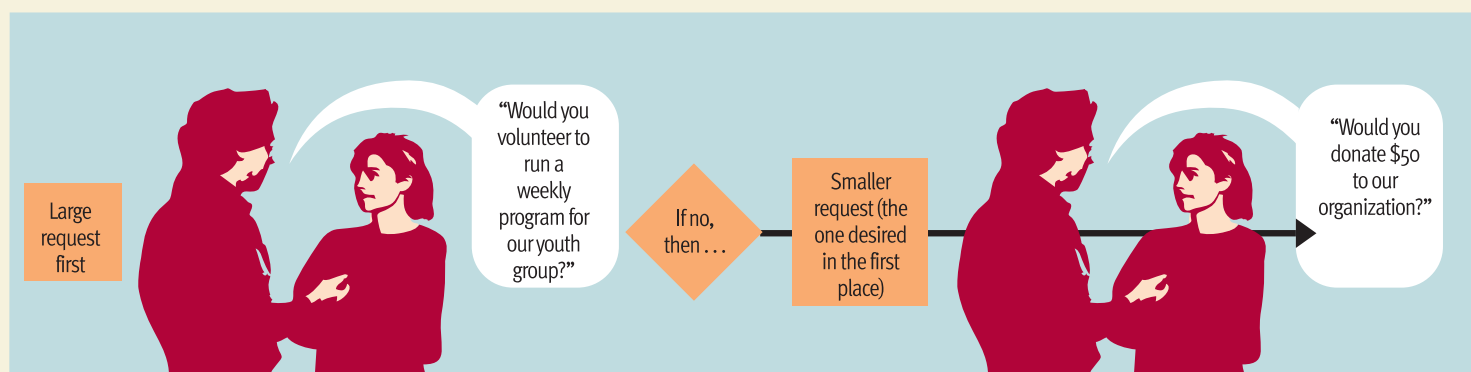 Large
request
first
“Would you
volunteer to
run a
weekly
program for
our youth
group?”
If no,
then . . .
Smaller
request (the
one desired
in the first
place)
“Would you
donate $50
to our
organization?”